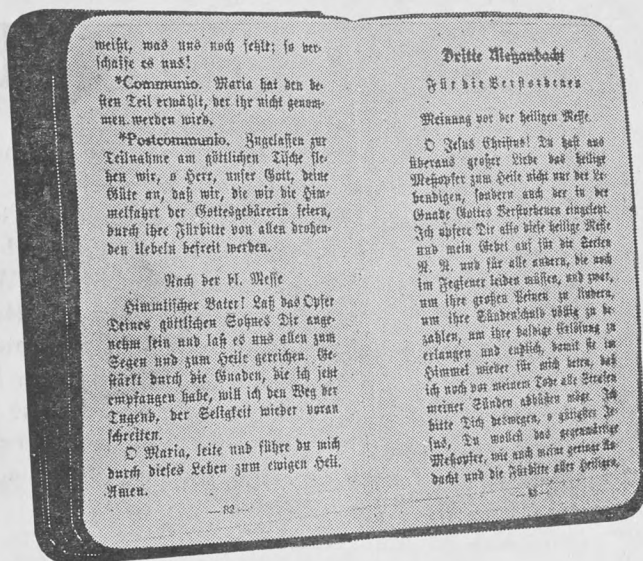 weißt, was uns noch fehlt; so ver-
schaffe es uns!
*Communio. Maria hat den be-
sten Teil erwählt, der ihr nicht genom-
men werden wird.
*Postcommunio. Zugelassen zur
Teilnahme am göttlichen Tische fle-
hen wir, o Herr, unser Gott, deine
Güte an, daß wir, die wir die Him-
melfahrt der Gottesgebärerin feiern,
durch ihre Fürbitte von allen drohen-
den Uebeln befreit werden.
Nach der hl. Messe
Himmlischer Vater! Laß das Opfer
Deines göttlichen Sohnes Dir ange-
nehm sein und laß es uns allen zum
Segen und zum Heile gereichen. Ge-
stärkt durch die Gnaden, die ich jetzt
empfangen habe, will ich den Weg der
Tugend, der Seligkeit wieder voran
schreiten.
O Maria, leite und führe du mich
durch dieses Leben zum ewigen Heil.
Amen.
— 82 —
Dritte Meßandacht
Für die Verstorbenen
Meinung vor der heiligen Messe.
O Jesus Christus! Du hast aus
überaus großer Liebe das heilige
Meßopfer zum Heile nicht nur der Le-
bendigen, sondern auch der in der
Gnade Gottes Verstorbenen eingesetzt.
Ich opfere Dir also diese heilige Messe
und mein Gebet auf für die Seelen
N. N. und für alle andern, die noch
im Fegfeuer leiden müssen, und zwar,
um ihre großen Peinen zu lindern,
um ihre Sündenschuld völlig zu be-
zahlen, um ihre baldige Erlösung zu
erlangen und endlich, damit sie im
Himmel wieder für mich beten, daß
ich noch vor meinem Tode alle Strafen
meiner Sünden abbüßen möge. Ich
bitte Dich deswegen, o gütigster Je-
sus, Du wollest das gegenwärtige
Meßopfer, wie auch meine geringe An-
dacht und die Fürbitte aller Heiligen,
— 83 —